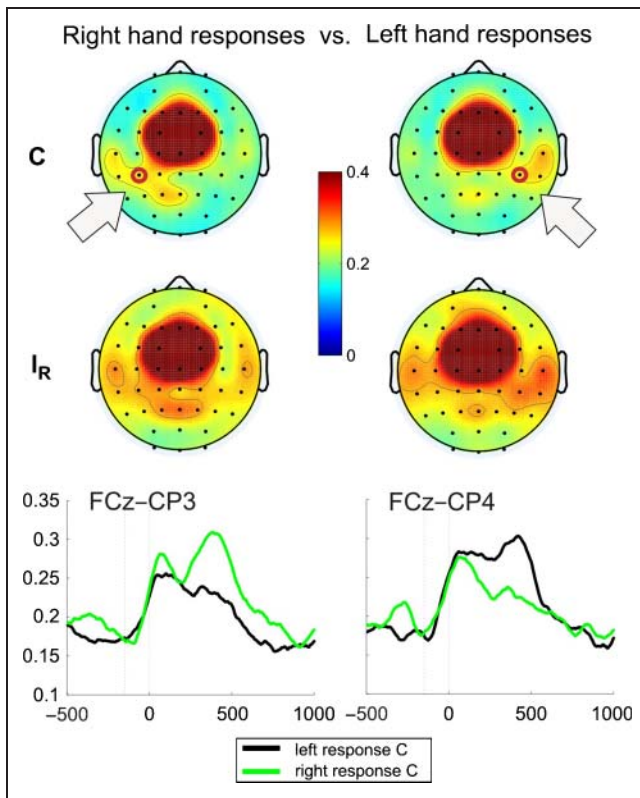 Right hand responses vs. Left hand responses
C
0.4
0.2
0
I_R
FCz–CP3
FCz–CP4
0.35
0.3
0.25
0.2
0.15
0.1
−500 0 500 1000
−500 0 500 1000
left response C
right response C